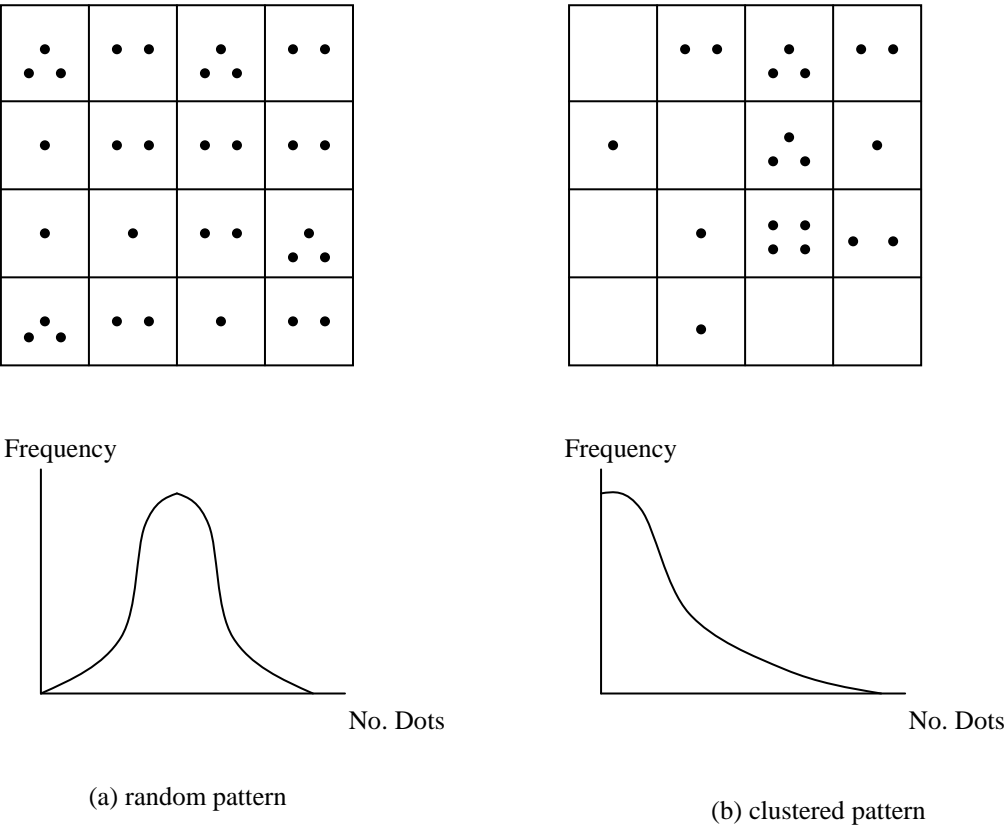 Frequency
No. Dots
(a) random pattern
Frequency
No. Dots
(b) clustered pattern